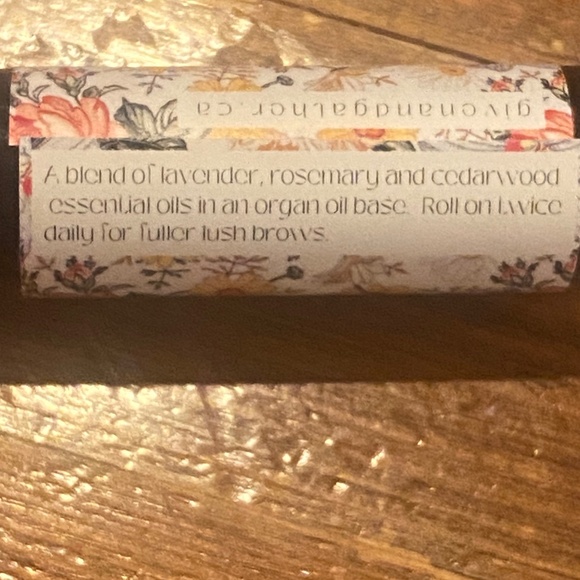 givenandgather.ca
A blend of lavender, rosemary and cedarwood
essential oils in an organ oil base. Roll on twice
daily for fuller lush brows.